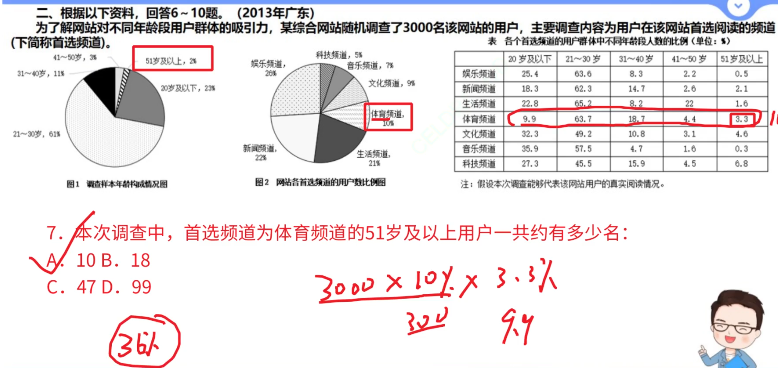 二、根据以下资料，回答6～10题。（2013年广东）
为了解网站对不同年龄段用户群体的吸引力，某综合网站随机调查了3000名该网站的用户，主要调查内容为用户在该网站首选阅读的频道
(下简称首选频道)。
41～50岁，3%
51岁及以上，2%
31～40岁，11%
20岁及以下，23%
21～30岁，61%
图1 调查样本年龄构成情况图
科技频道，5%
娱乐频道，26%
音乐频道，7%
文化频道，9%
体育频道，10%
新闻频道，22%
生活频道，21%
图2 网站各首选频道的用户数比例图
表 各个首选频道的用户群体中不同年龄段人数的比例（单位：%）
20岁及以下 21～30岁 31～40岁 41～50岁 51岁及以上
娱乐频道 25.4 63.6 8.3 2.2 0.5
新闻频道 18.3 62.3 14.7 2.6 2.1
生活频道 22.8 65.2 8.2 22 1.6
体育频道 9.9 63.7 18.7 4.4 3.3
文化频道 32.3 49.2 10.8 3.1 4.6
音乐频道 35.9 57.5 4.7 1.6 0.3
科技频道 27.3 45.5 15.9 4.5 6.8
注：假设本次调查能够代表该网站用户的真实阅读情况。
7．本次调查中，首选频道为体育频道的51岁及以上用户一共约有多少名：
A．10 B．18
C．47 D．99
3000 × 10% × 3.3%
300 9.9